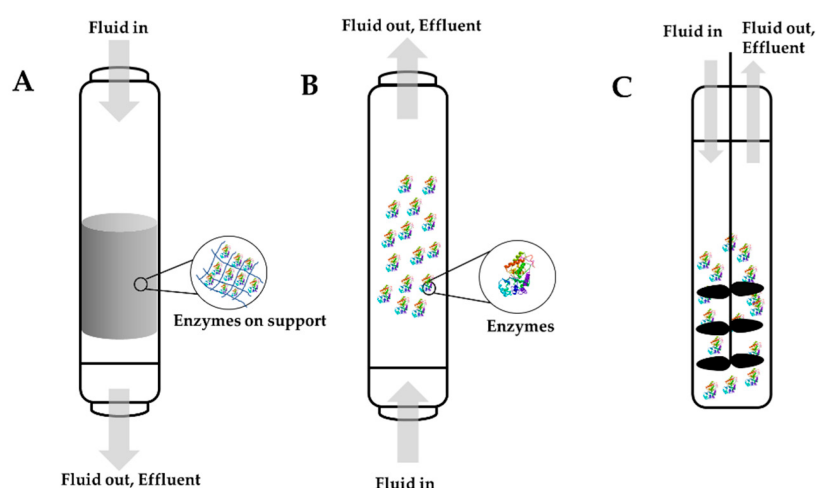 A
Fluid in
Enzymes on support
Fluid out, Effluent
B
Fluid out, Effluent
Enzymes
Fluid in
C
Fluid in
Fluid out,
Effluent